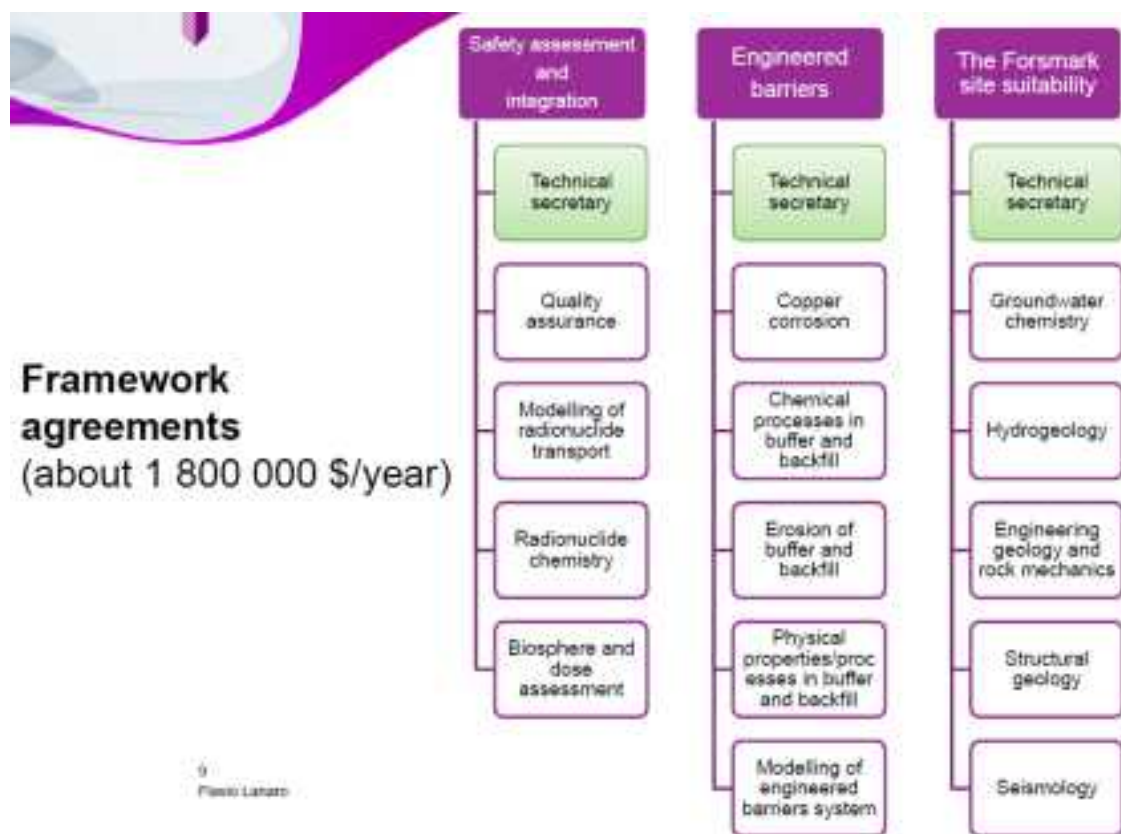 Framework
agreements
(about 1 800 000 $/year)
Safety assessment
and
integration
Technical
secretary
Quality
assurance
Modelling of
radionuclide
transport
Radionuclide
chemistry
Biosphere and
dose
assessment
Engineered
barriers
Technical
secretary
Copper
corrosion
Chemical
processes in
buffer and
backfill
Erosion of
buffer and
backfill
Physical
properties/proc
esses in buffer
and backfill
Modelling of
engineered
barriers system
The Forsmark
site suitability
Technical
secretary
Groundwater
chemistry
Hydrogeology
Engineering
geology and
rock mechanics
Structural
geology
Seismology
9
Flavio Lanaro